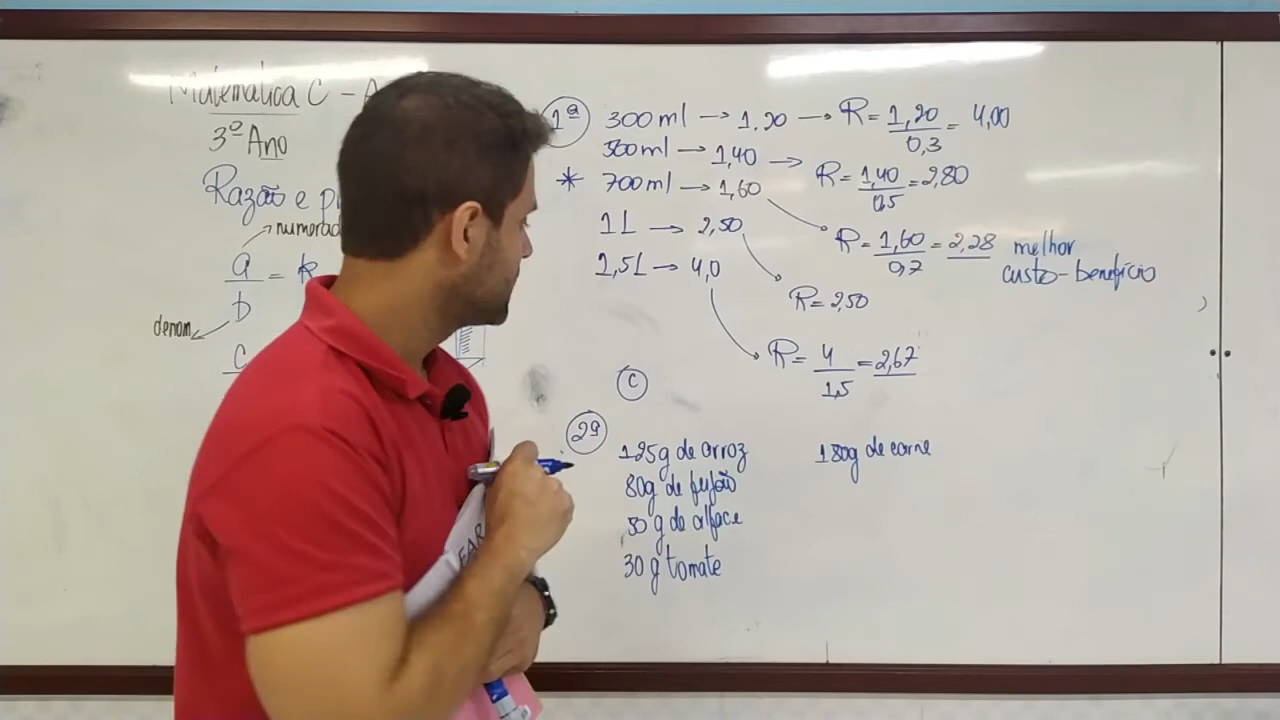 Matemática C - A
3º Ano
Razão e p
numerad
a/b = k
denom.
c
1ª
300 ml → 1.20 → R = 1,20/0,3 = 4,00
500 ml → 1,40 → R = 1,40/0,5 = 2,80
* 700 ml → 1,60
R = 1,60/0,7 = 2,28 melhor
custo-benefício
1 L → 2,50
R = 2,50
1,5 L → 4,0
R = 4/1,5 = 2,67
C
2ª
125g de arroz 180g de carne
80g de feijão
50 g de alface
30 g tomate
FAR